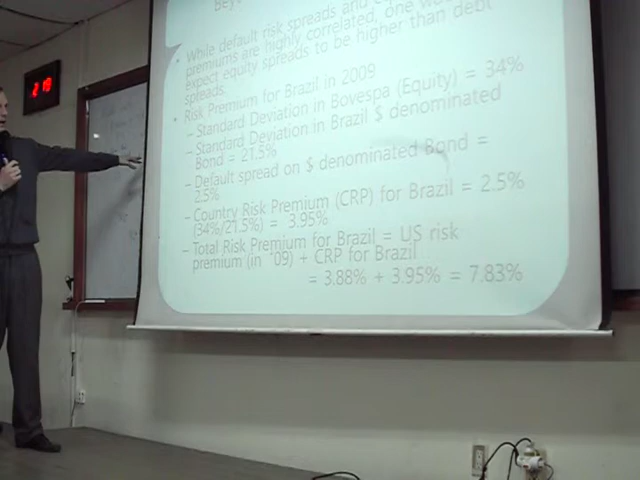 While default risk spreads and
premiums are highly correlated, one
expect equity spreads to be higher than debt
spreads.
• Risk Premium for Brazil in 2009
– Standard Deviation in Bovespa (Equity) = 34%
– Standard Deviation in Brazil $ denominated
Bond = 21.5%
– Default spread on $ denominated Bond =
2.5%
– Country Risk Premium (CRP) for Brazil = 2.5%
(34%/21.5%) = 3.95%
– Total Risk Premium for Brazil = US risk
premium (in '09) + CRP for Brazil
= 3.88% + 3.95% = 7.83%